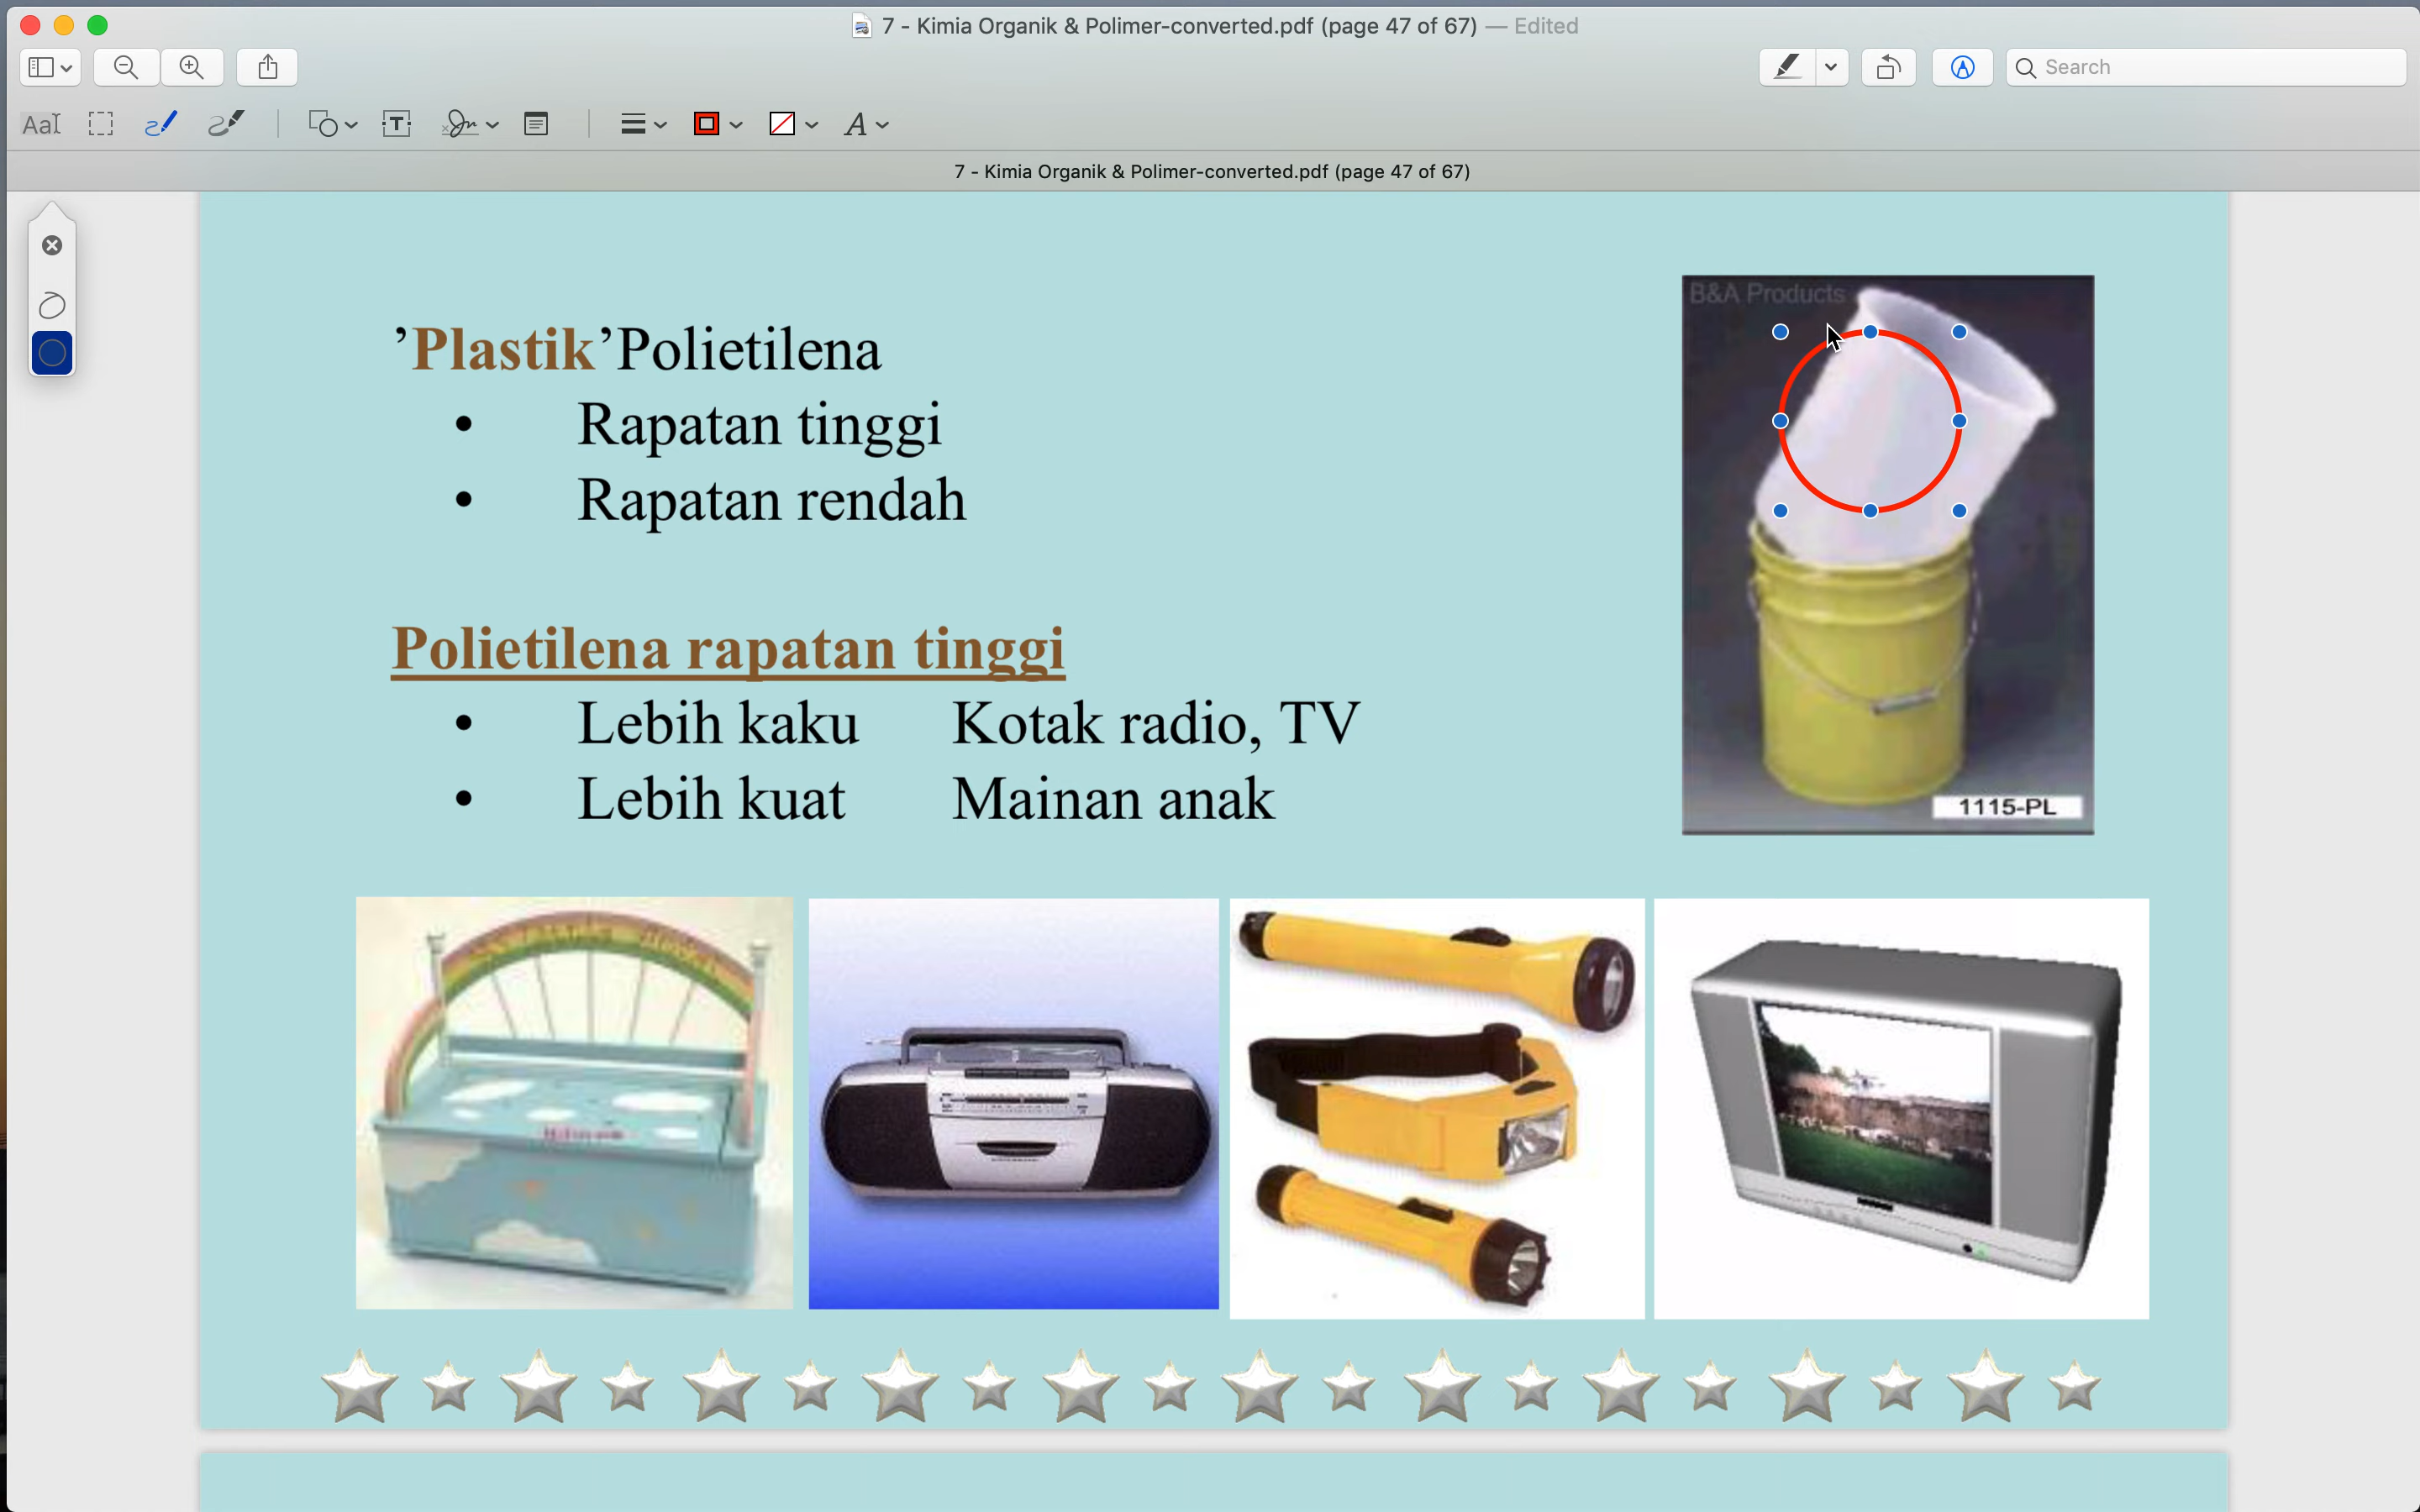 7 - Kimia Organik & Polimer-converted.pdf (page 47 of 67) — Edited
Search
AaI
T
A
7 - Kimia Organik & Polimer-converted.pdf (page 47 of 67)
’Plastik’Polietilena
• Rapatan tinggi
• Rapatan rendah
Polietilena rapatan tinggi
• Lebih kaku Kotak radio, TV
• Lebih kuat Mainan anak
B&A Products
1115-PL